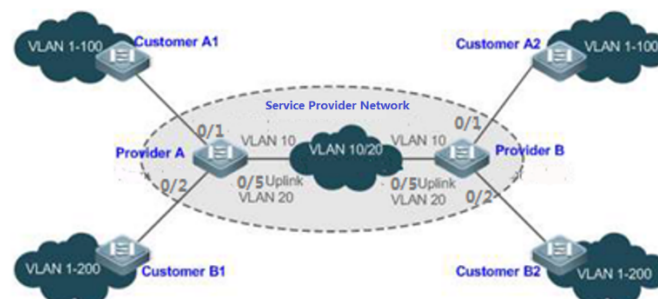 VLAN 1-100
Customer A1
Customer A2
VLAN 1-100
Service Provider Network
0/1
0/1
Provider A
VLAN 10
VLAN 10/20
VLAN 10
Provider B
0/2
0/5 Uplink
VLAN 20
0/5 Uplink
VLAN 20
0/2
VLAN 1-200
Customer B1
Customer B2
VLAN 1-200